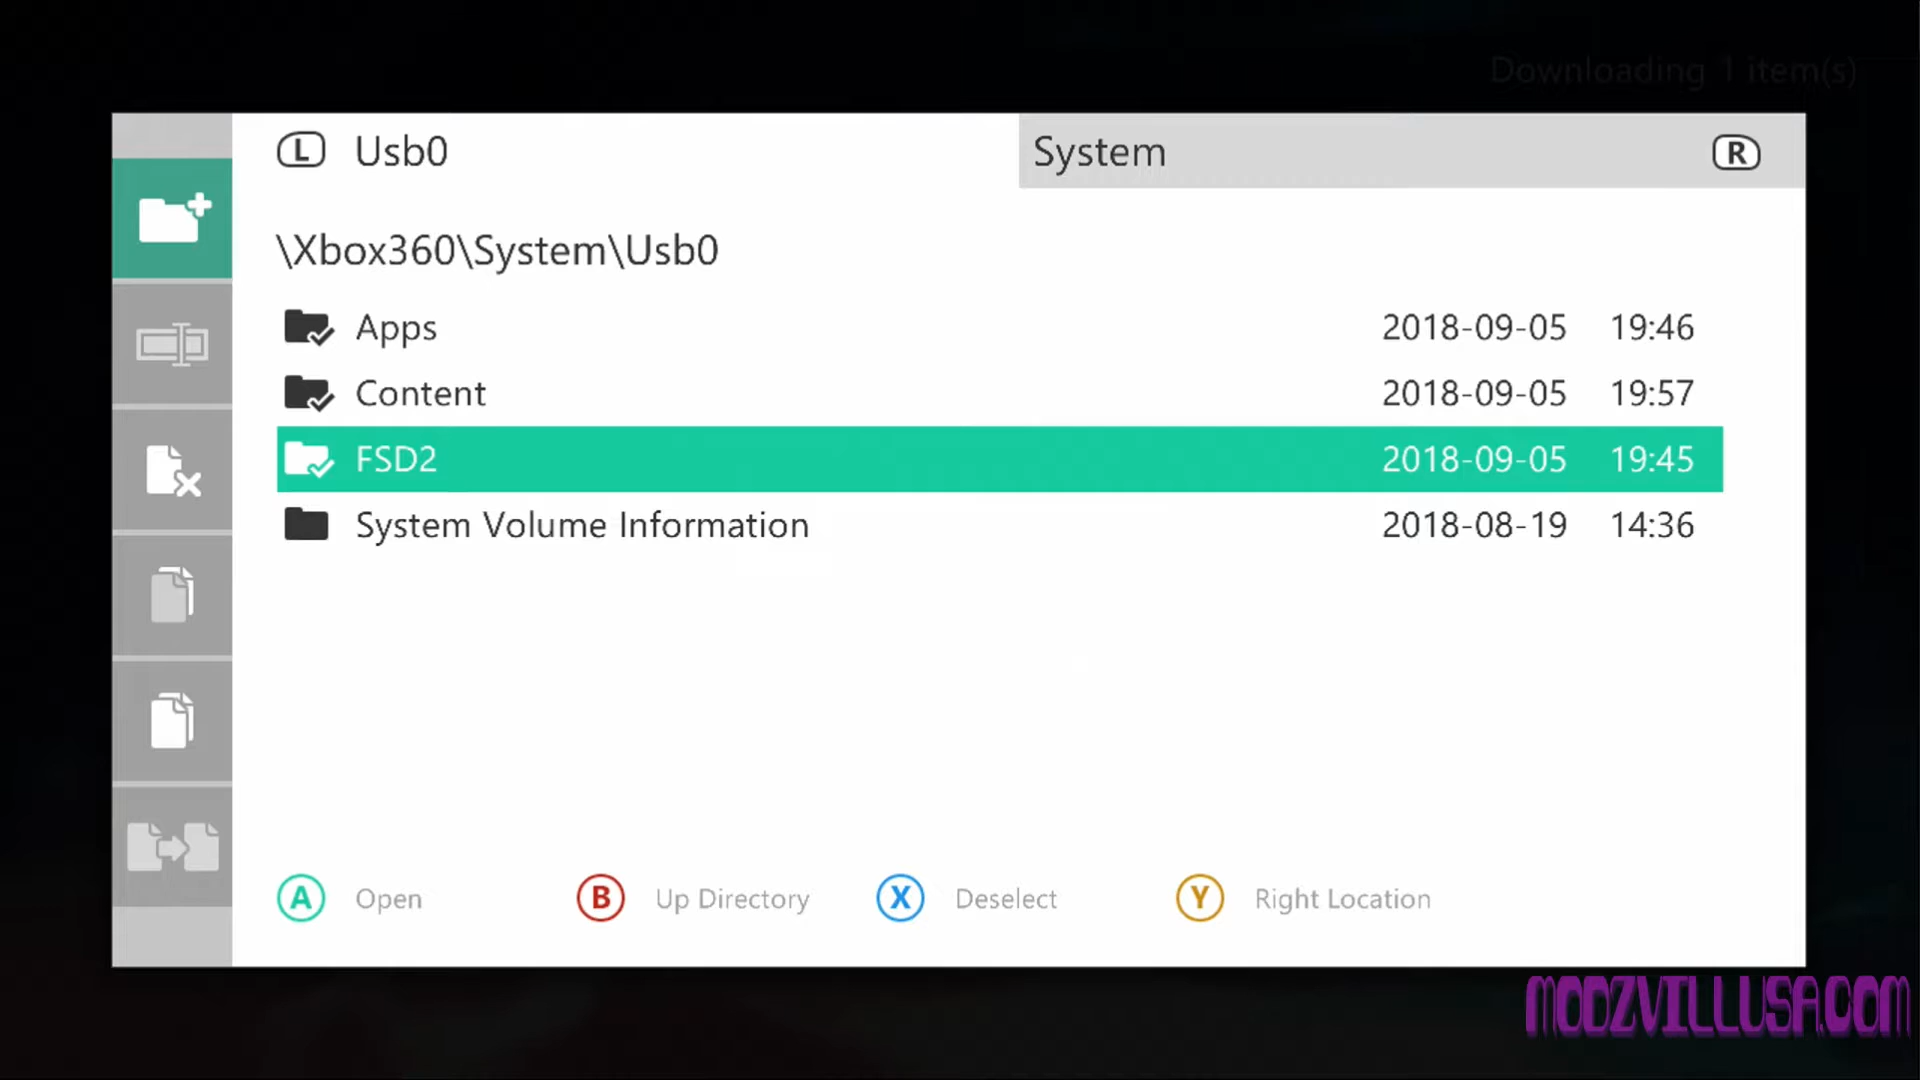 Downloading 1 item(s)
L Usb0
System R
\Xbox360\System\Usb0
Apps 2018-09-05 19:46
Content 2018-09-05 19:57
FSD2 2018-09-05 19:45
System Volume Information 2018-08-19 14:36
A Open B Up Directory X Deselect Y Right Location
MODZVILLUSA.COM